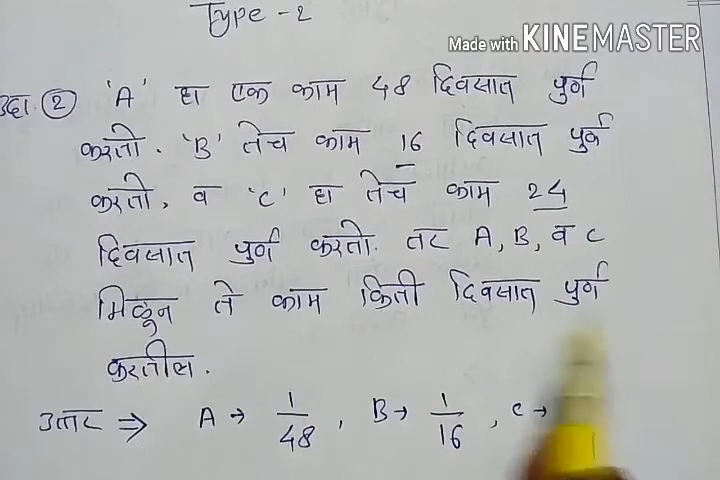 Type - 2
Made with KINEMASTER
उदा. 2 'A' हा एक काम 48 दिवसात पुर्ण
करतो. 'B' तेच काम 16 दिवसात पुर्ण
करतो, व 'C' हा तेच काम 24
दिवसात पुर्ण करतो. तर A, B, व C
मिळून ते काम किती दिवसात पुर्ण
करतील.
उत्तर ⇒ A → 1/48 , B → 1/16 , C →